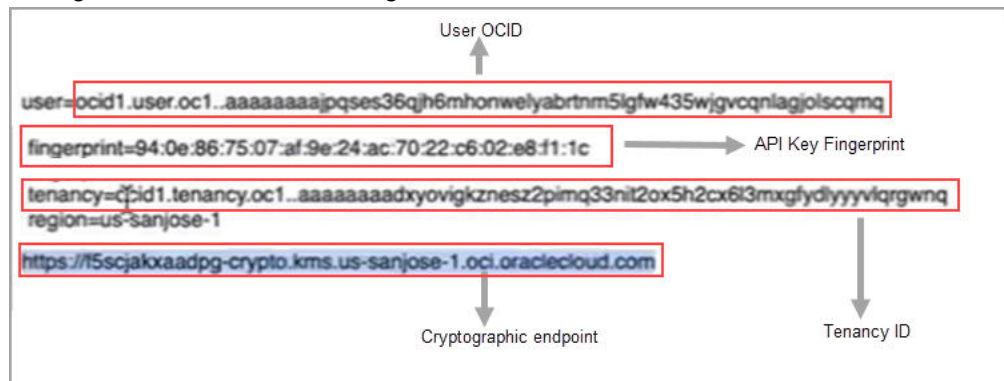 User OCID
user=ocid1.user.oc1..aaaaaaaajpqses36qjh6mhonwelyabrtnm5lgfw435wjgvcqnlagjolscqmq
fingerprint=94:0e:86:75:07:af:9e:24:ac:70:22:c6:02:e8:f1:1c
API Key Fingerprint
tenancy=ocid1.tenancy.oc1..aaaaaaaadxyovigkznesz2pimq33nit2ox5h2cx6l3mxgfydlyyyvlqrgwnq
region=us-sanjose-1
https://f5scjakxaadpg-crypto.kms.us-sanjose-1.oci.oraclecloud.com
Cryptographic endpoint
Tenancy ID